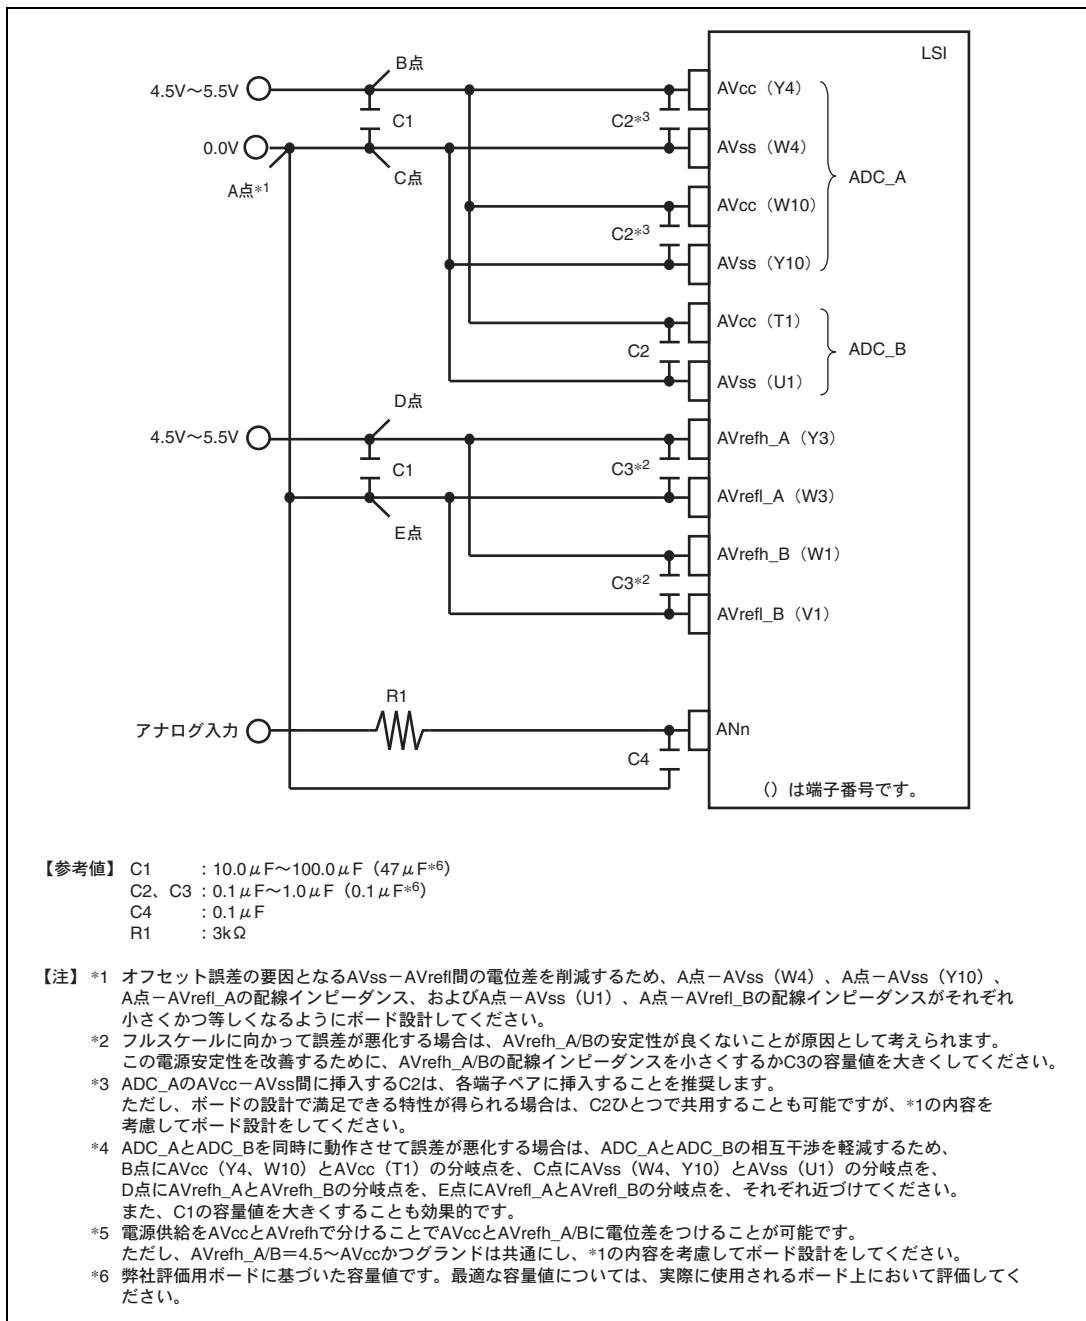 LSI
B点
4.5V～5.5V
C1
C2*3
AVcc（Y4）
0.0V
A点*1
C点
AVss（W4）
ADC_A
AVcc（W10）
C2*3
AVss（Y10）
AVcc（T1）
C2
ADC_B
AVss（U1）
D点
4.5V～5.5V
C1
C3*2
AVrefh_A（Y3）
AVrefl_A（W3）
E点
AVrefh_B（W1）
C3*2
AVrefl_B（V1）
R1
アナログ入力
ANn
C4
（）は端子番号です。
【参考値】 C1 : 10.0μF～100.0μF（47μF*6）
C2、C3 : 0.1μF～1.0μF（0.1μF*6）
C4 : 0.1μF
R1 : 3kΩ
【注】 *1 オフセット誤差の要因となるAVss－AVrefl間の電位差を削減するため、A点－AVss（W4）、A点－AVss（Y10）、
A点－AVrefl_Aの配線インピーダンス、およびA点－AVss（U1）、A点－AVrefl_Bの配線インピーダンスがそれぞれ
小さくかつ等しくなるようにボード設計してください。
*2 フルスケールに向かって誤差が悪化する場合は、AVrefh_A/Bの安定性が良くないことが原因として考えられます。
この電源安定性を改善するために、AVrefh_A/Bの配線インピーダンスを小さくするかC3の容量値を大きくしてください。
*3 ADC_AのAVcc－AVss間に挿入するC2は、各端子ペアに挿入することを推奨します。
ただし、ボードの設計で満足できる特性が得られる場合は、C2ひとつで共用することも可能ですが、*1の内容を
考慮してボード設計をしてください。
*4 ADC_AとADC_Bを同時に動作させて誤差が悪化する場合は、ADC_AとADC_Bの相互干渉を軽減するため、
B点にAVcc（Y4、W10）とAVcc（T1）の分岐点を、C点にAVss（W4、Y10）とAVss（U1）の分岐点を、
D点にAVrefh_AとAVrefh_Bの分岐点を、E点にAVrefl_AとAVrefl_Bの分岐点を、それぞれ近づけてください。
また、C1の容量値を大きくすることも効果的です。
*5 電源供給をAVccとAVrefhで分けることでAVccとAVrefh_A/Bに電位差をつけることが可能です。
ただし、AVrefh_A/B＝4.5～AVccかつグランドは共通にし、*1の内容を考慮してボード設計をしてください。
*6 弊社評価用ボードに基づいた容量値です。最適な容量値については、実際に使用されるボード上において評価してく
ださい。